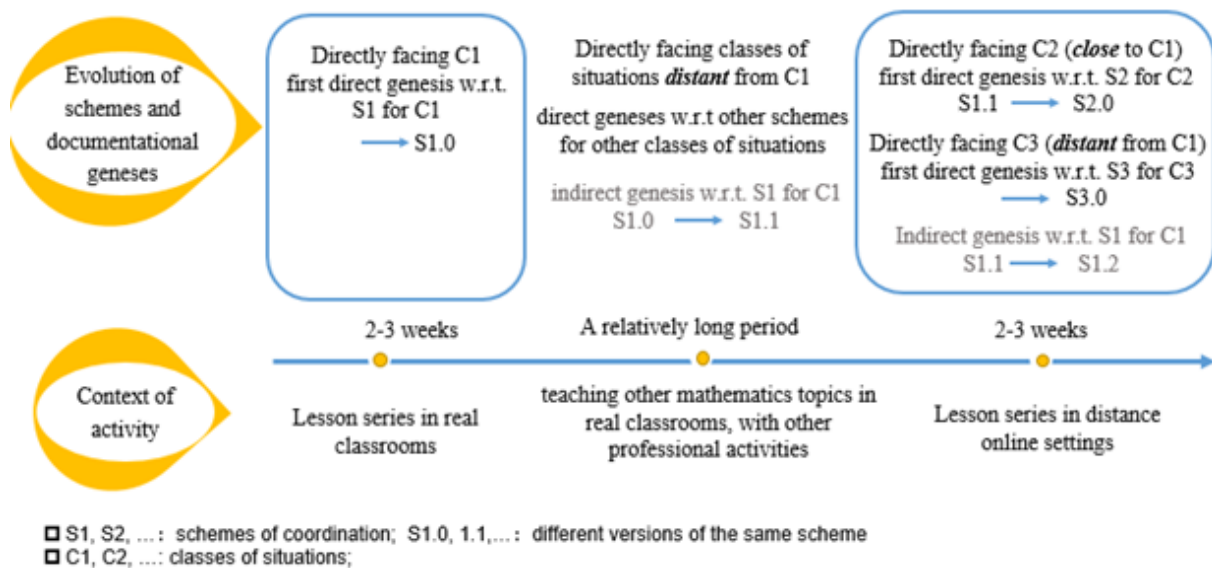 Evolution of
schemes and
documentational
geneses
Directly facing C1
first direct genesis w.r.t.
S1 for C1
S1.0
Directly facing classes of
situations distant from C1
direct geneses w.r.t other schemes
for other classes of situations
indirect genesis w.r.t. S1 for C1
S1.0 S1.1
Directly facing C2 (close to C1)
first direct genesis w.r.t. S2 for C2
S1.1 S2.0
Directly facing C3 (distant from C1)
first direct genesis w.r.t. S3 for C3
S3.0
Indirect genesis w.r.t. S1 for C1
S1.1 S1.2
Context of
activity
2-3 weeks
A relatively long period
2-3 weeks
Lesson series in real
classrooms
teaching other mathematics topics in
real classrooms, with other
professional activities
Lesson series in distance
online settings
S1, S2, …: schemes of coordination; S1.0, 1.1,…: different versions of the same scheme
C1, C2, …: classes of situations;